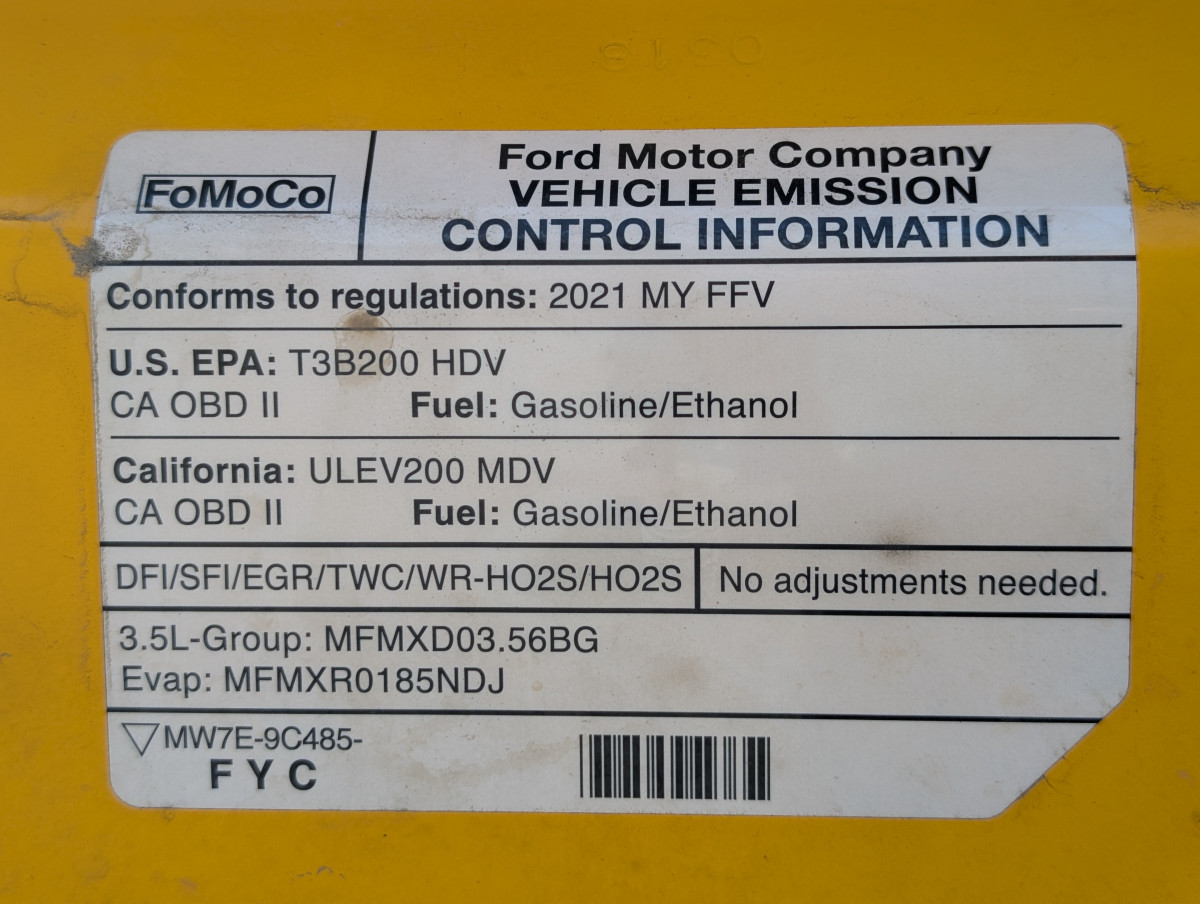 FoMoCo
Ford Motor Company
VEHICLE EMISSION
CONTROL INFORMATION
Conforms to regulations: 2021 MY FFV
U.S. EPA: T3B200 HDV
CA OBD II Fuel: Gasoline/Ethanol
California: ULEV200 MDV
CA OBD II Fuel: Gasoline/Ethanol
DFI/SFI/EGR/TWC/WR-HO2S/HO2S No adjustments needed.
3.5L-Group: MFMXD03.56BG
Evap: MFMXR0185NDJ
MW7E-9C485-
F Y C